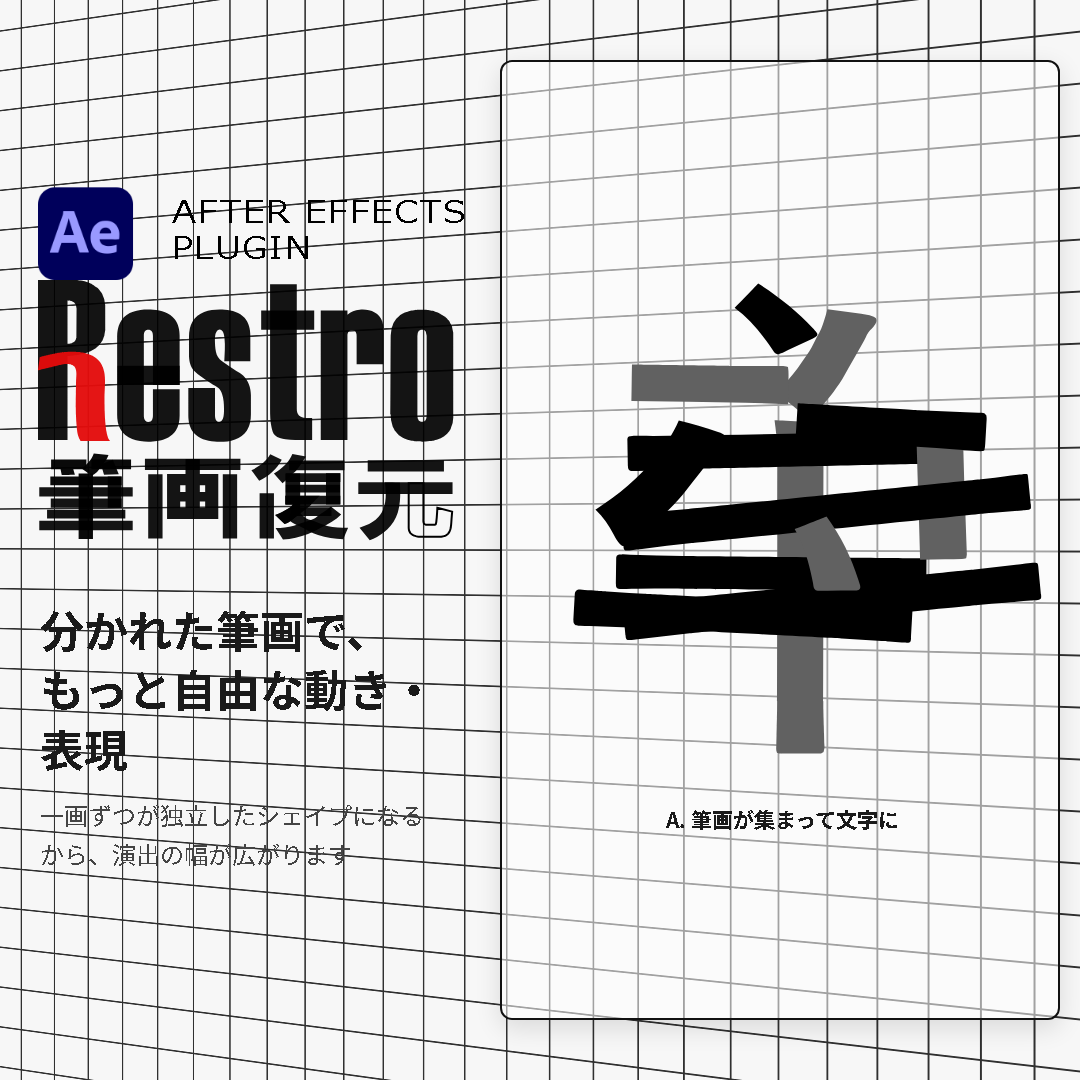 Ae
AFTER EFFECTS
PLUGIN
Restro
筆画復元
分かれた筆画で、
もっと自由な動き・
表現
一画ずつが独立したシェイプになる
から、演出の幅が広がります
A. 筆画が集まって文字に